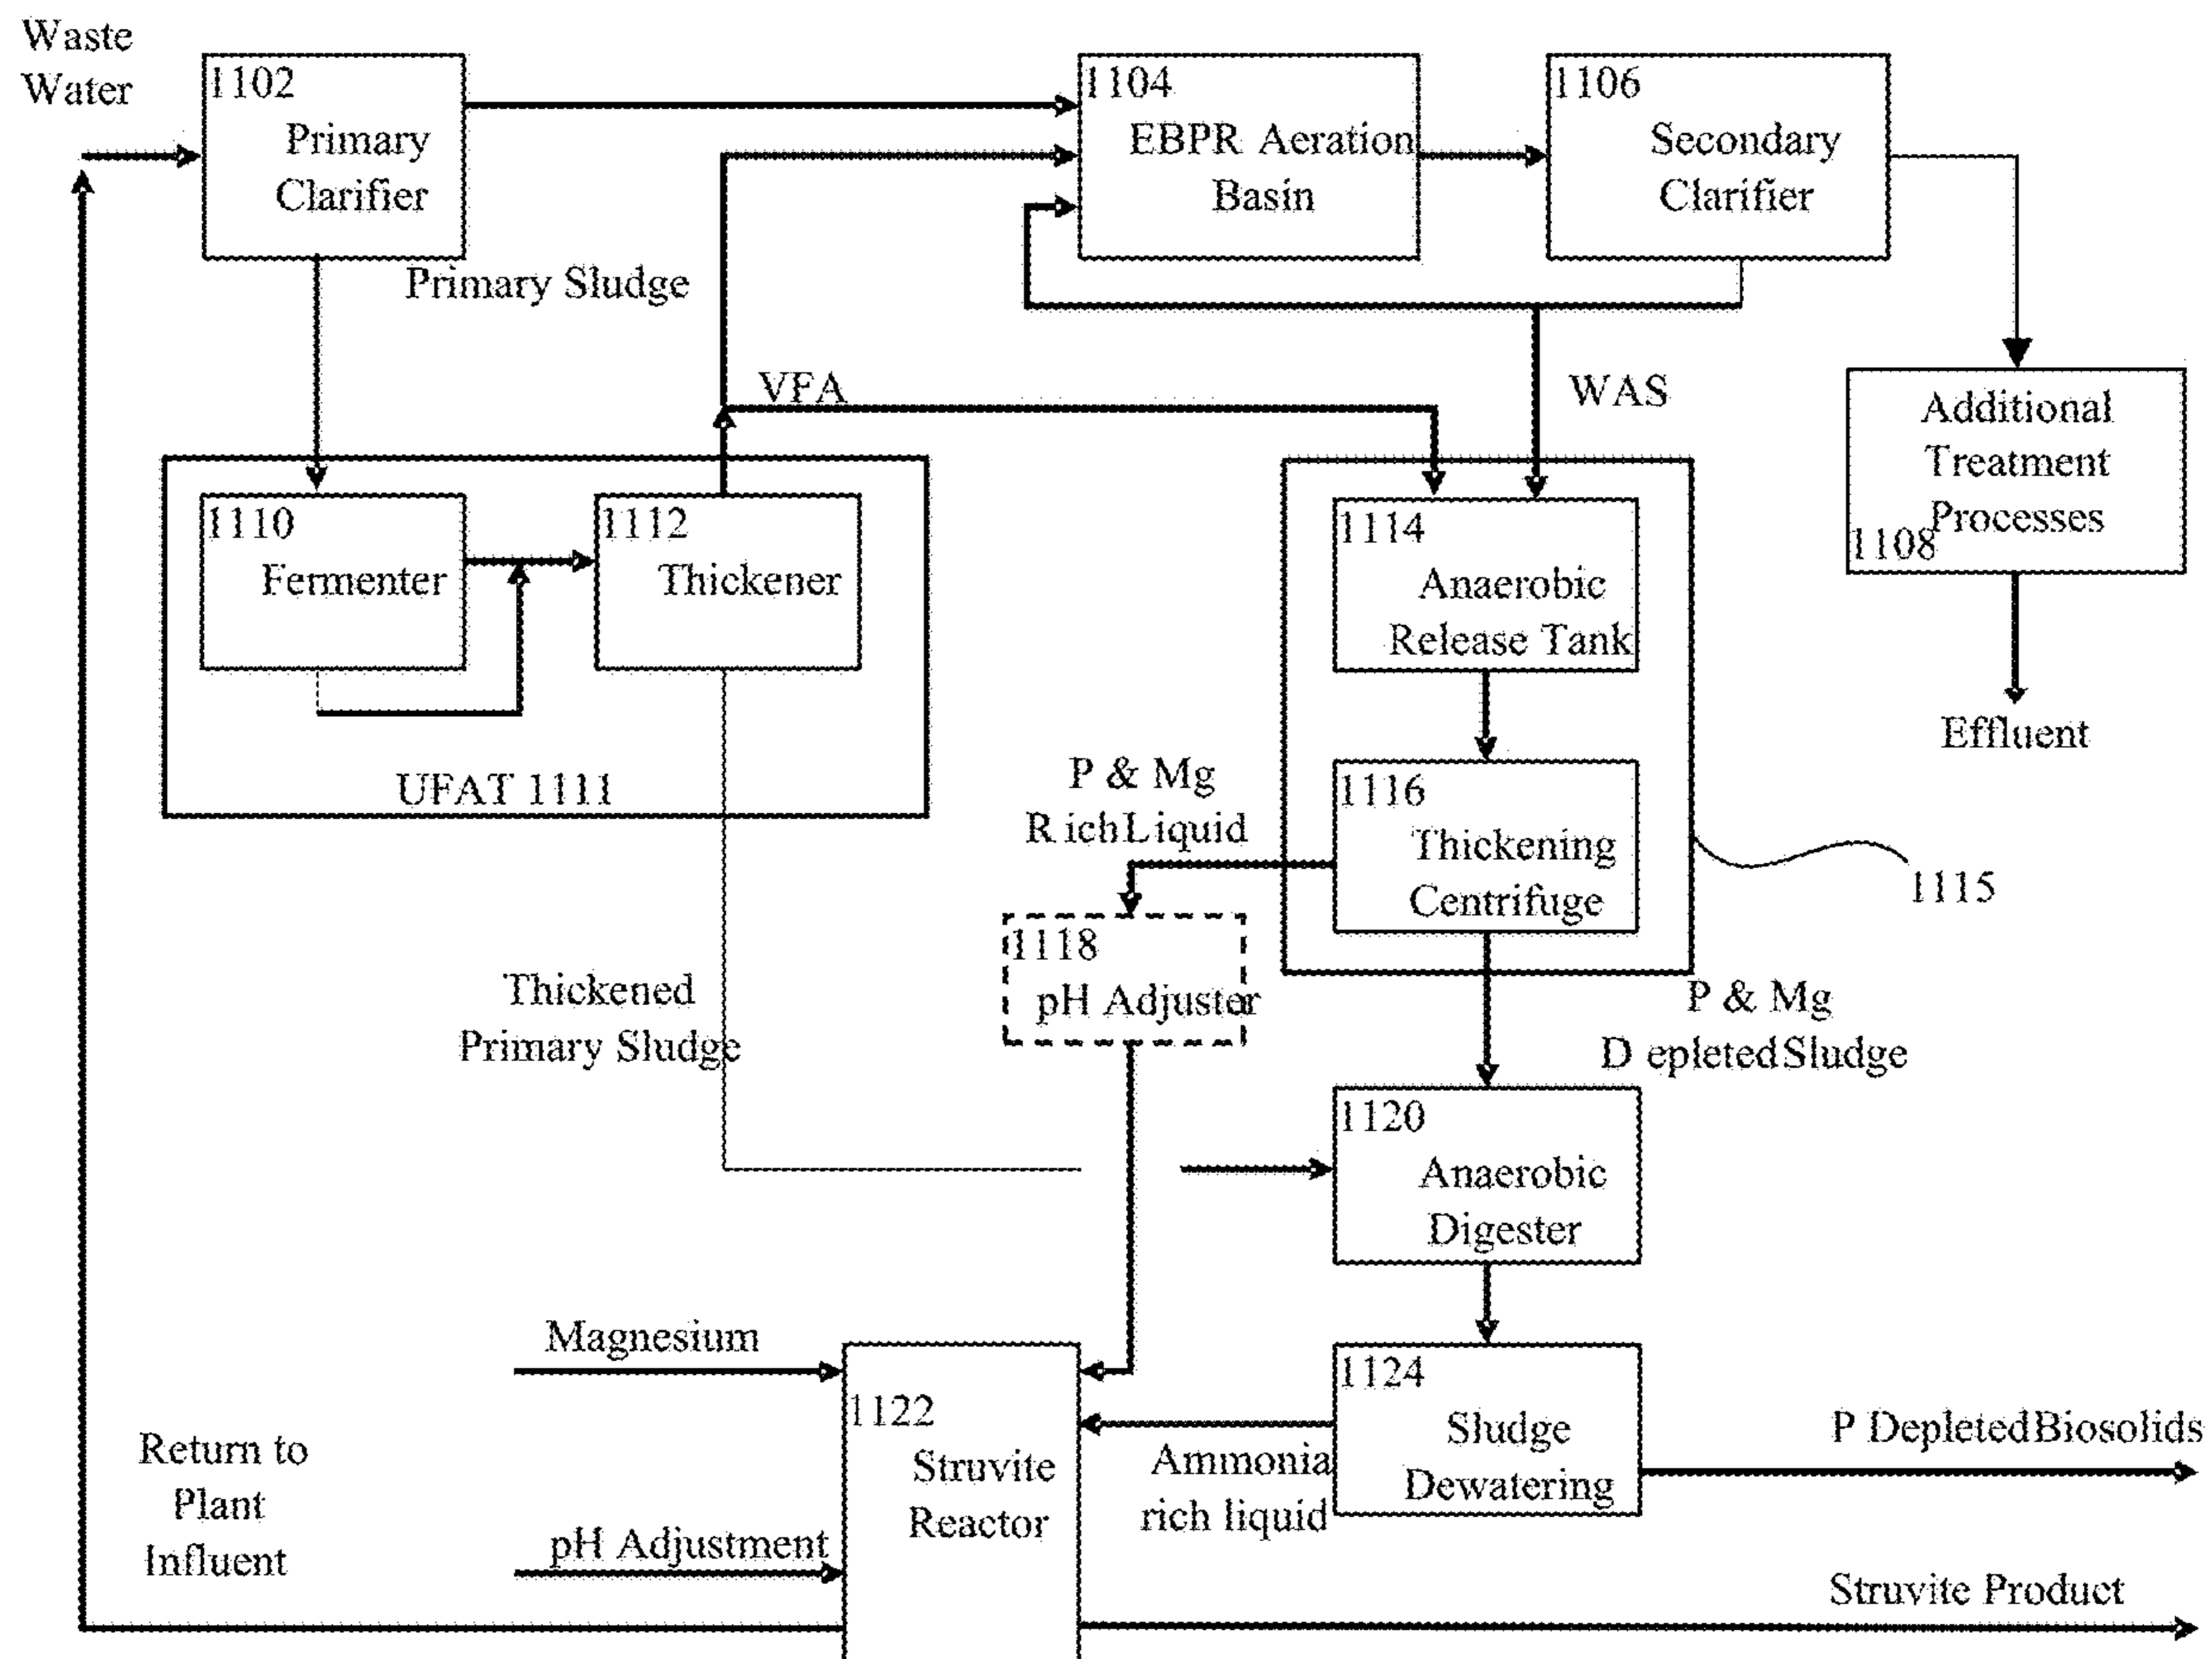 Waste
Water
1102
Primary
Clarifier
1104
EBPR Aeration
Basin
1106
Secondary
Clarifier
Primary Sludge
VFA
WAS
Additional
Treatment
Processes
1108
Effluent
1110
Fermenter
1112
Thickener
UFAT 1111
1114
Anaerobic
Release Tank
P & Mg
Rich Liquid
1116
Thickening
Centrifuge
1115
1118
pH Adjuster
Thickened
Primary Sludge
P & Mg
Depleted Sludge
1120
Anaerobic
Digester
Magnesium
1122
Struvite
Reactor
1124
Sludge
Dewatering
Ammonia
rich liquid
P Depleted Biosolids
Return to
Plant
Influent
pH Adjustment
Struvite Product